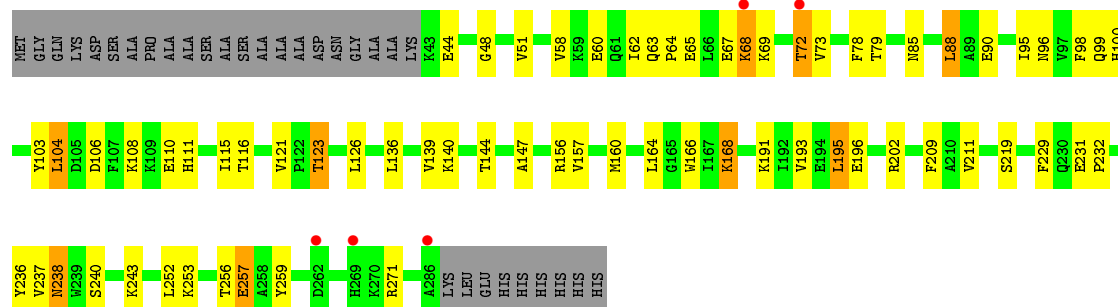 MET GLY GLN LYS ASP SER ALA PRO ALA ALA SER ALA SER ALA ALA ALA ASP ASN GLY ALA ALA LYS K43 E44 G48 V51 V58 K59 E60 Q61 I62 Q63 P64 E65 L66 E67 K68 K69 T72 V73 F78 T79 N85 L88 A89 E90 I95 N96 V97 F98 Q99 H100
Y103 L104 D105 D106 F107 K108 K109 E110 H111 I115 T116 V121 P122 T123 L126 L136 V139 K140 T144 A147 R156 V157 M160 L164 G165 W166 I167 K168 K191 I192 V193 E194 L195 E196 R202 F209 A210 V211 S219 F229 Q230 E231 P232
Y236 V237 N238 W239 S240 K243 L252 K253 T256 E257 A258 Y259 D262 H269 K270 R271 A286 LYS LEU GLU HIS HIS HIS HIS HIS HIS